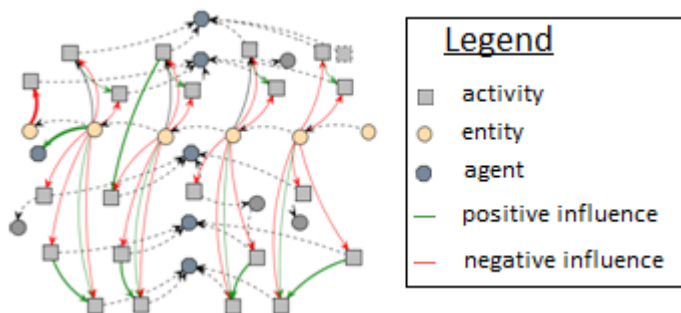 Legend
activity
entity
agent
positive influence
negative influence